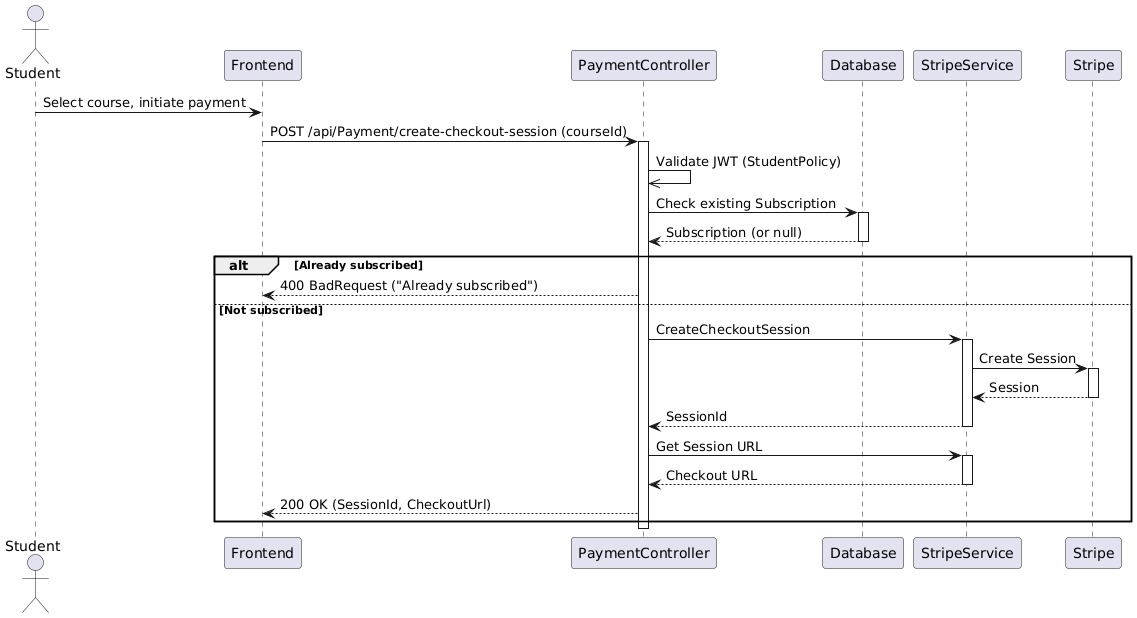 Student
Frontend
PaymentController
Database
StripeService
Stripe
Select course, initiate payment
POST /api/Payment/create-checkout-session (courseId)
Validate JWT (StudentPolicy)
Check existing Subscription
Subscription (or null)
alt
[Already subscribed]
400 BadRequest ("Already subscribed")
[Not subscribed]
CreateCheckoutSession
Create Session
Session
SessionId
Get Session URL
Checkout URL
200 OK (SessionId, CheckoutUrl)
Student
Frontend
PaymentController
Database
StripeService
Stripe